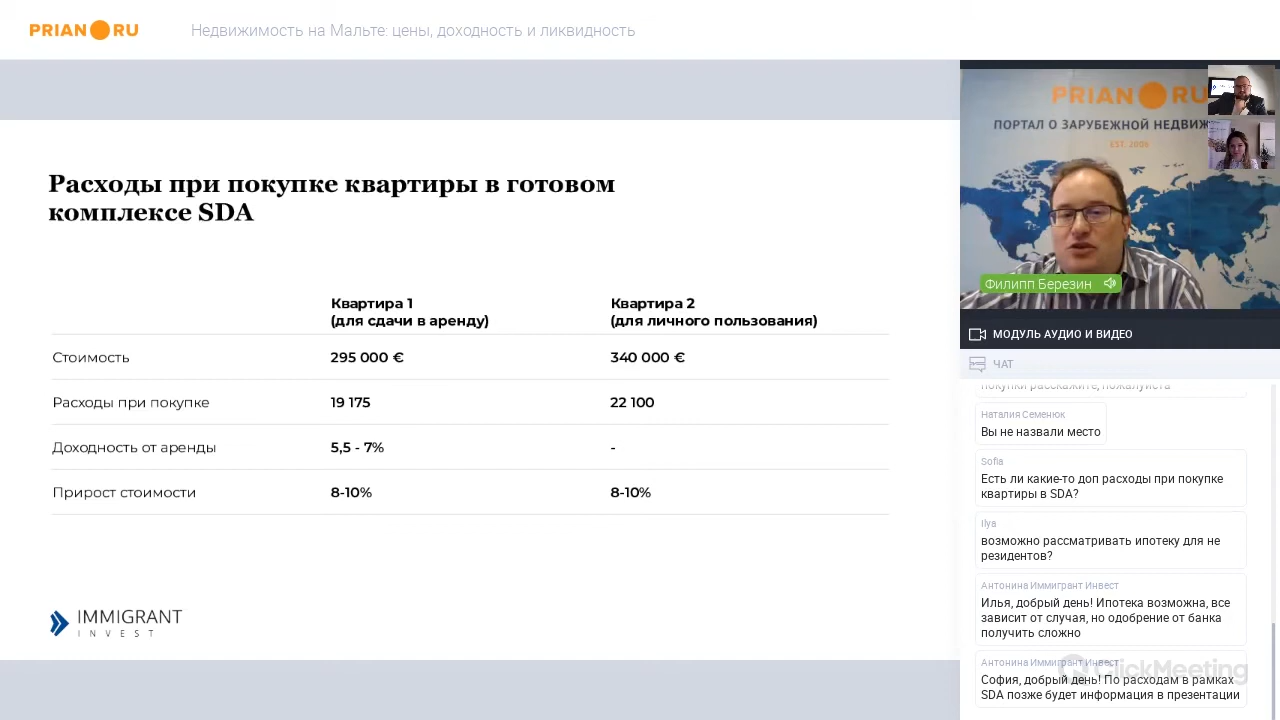 PRIAN RU
Недвижимость на Мальте: цены, доходность и ликвидность
Расходы при покупке квартиры в готовом
комплексе SDA
Квартира 1
(для сдачи в аренду)
Квартира 2
(для личного пользования)
Стоимость 295 000 € 340 000 €
Расходы при покупке 19 175 22 100
Доходность от аренды 5,5 - 7% -
Прирост стоимости 8-10% 8-10%
IMMIGRANT
INVEST
PRIAN RU
ПОРТАЛ О ЗАРУБЕЖНОЙ
EST. 2005
Филипп Березин
МОДУЛЬ АУДИО И ВИДЕО
ЧАТ
покупки расскажите, пожалуйста
Наталия Семенюк
Вы не назвали место
Sofia
Есть ли какие-то доп расходы при покупке
квартиры в SDA?
Ilya
возможно рассматривать ипотеку для не
резидентов?
Антонина Иммигрант Инвест
Илья, добрый день! Ипотека возможна, все
зависит от случая, но одобрение от банка
получить сложно
Антонина Иммигрант Инвест
София, добрый день! По расходам в рамках
SDA позже будет информация в презентации
ClickMeeting